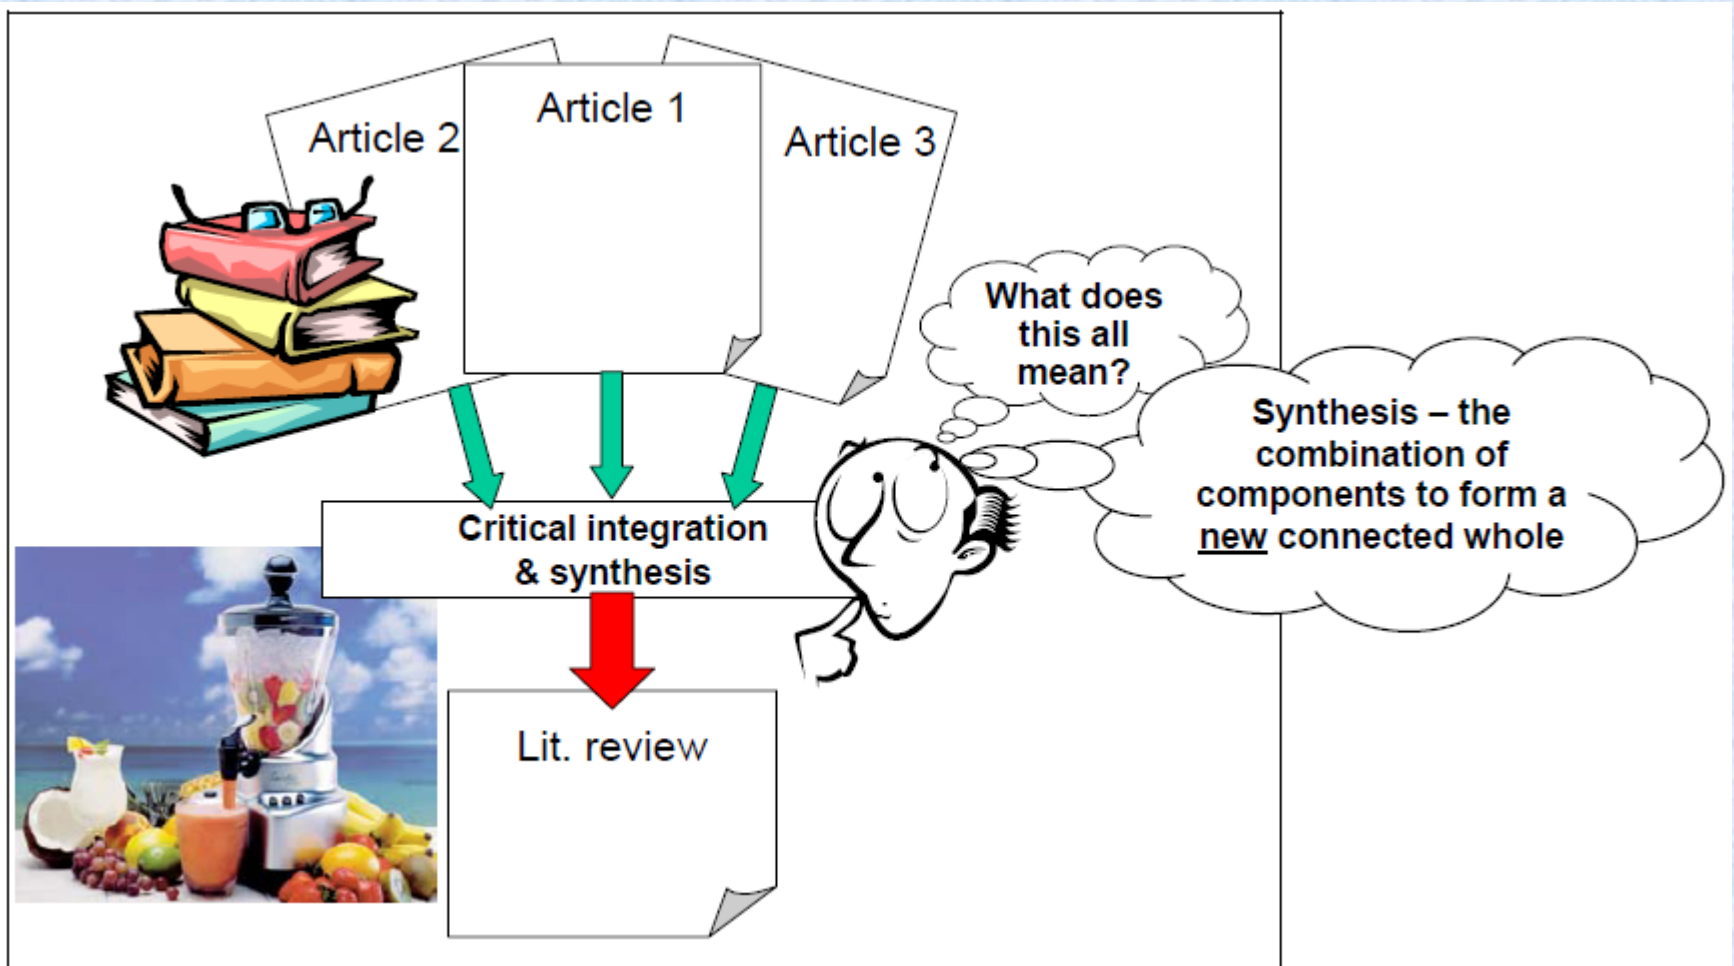 Article 1
Article 2
Article 3
What does
this all
mean?
Synthesis – the
combination of
components to form a
new connected whole
Critical integration
& synthesis
Lit. review